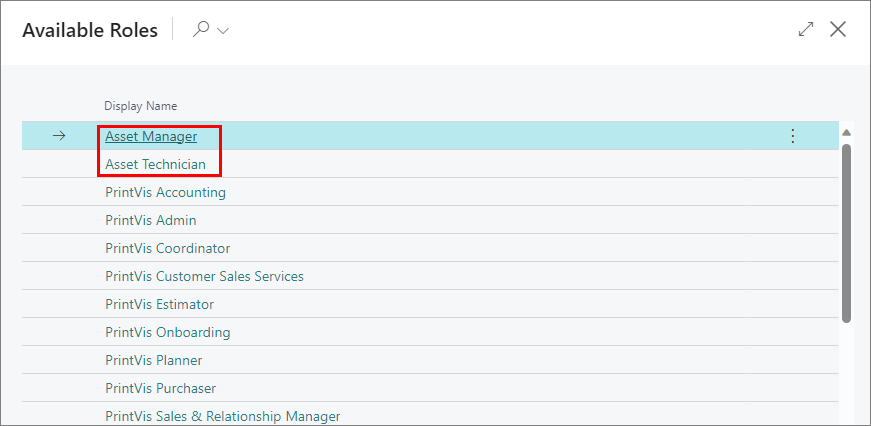 Available Roles
Display Name
Asset Manager
Asset Technician
PrintVis Accounting
PrintVis Admin
PrintVis Coordinator
PrintVis Customer Sales Services
PrintVis Estimator
PrintVis Onboarding
PrintVis Planner
PrintVis Purchaser
PrintVis Sales & Relationship Manager